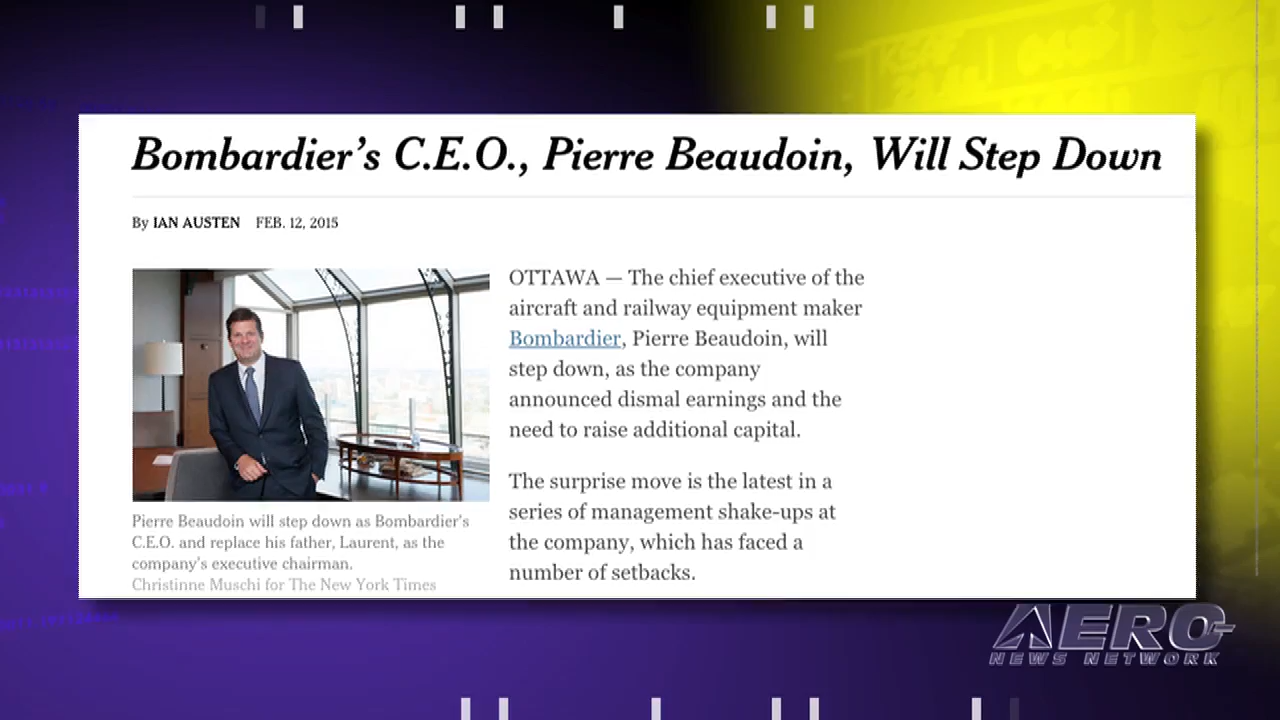 Bombardier's C.E.O., Pierre Beaudoin, Will Step Down
By IAN AUSTEN FEB. 12, 2015
OTTAWA — The chief executive of the
aircraft and railway equipment maker
Bombardier, Pierre Beaudoin, will
step down, as the company
announced dismal earnings and the
need to raise additional capital.
The surprise move is the latest in a
series of management shake-ups at
the company, which has faced a
number of setbacks.
Pierre Beaudoin will step down as Bombardier's
C.E.O. and replace his father, Laurent, as the
company's executive chairman.
Christinne Muschi for The New York Times
AERO
NEWS NETWORK